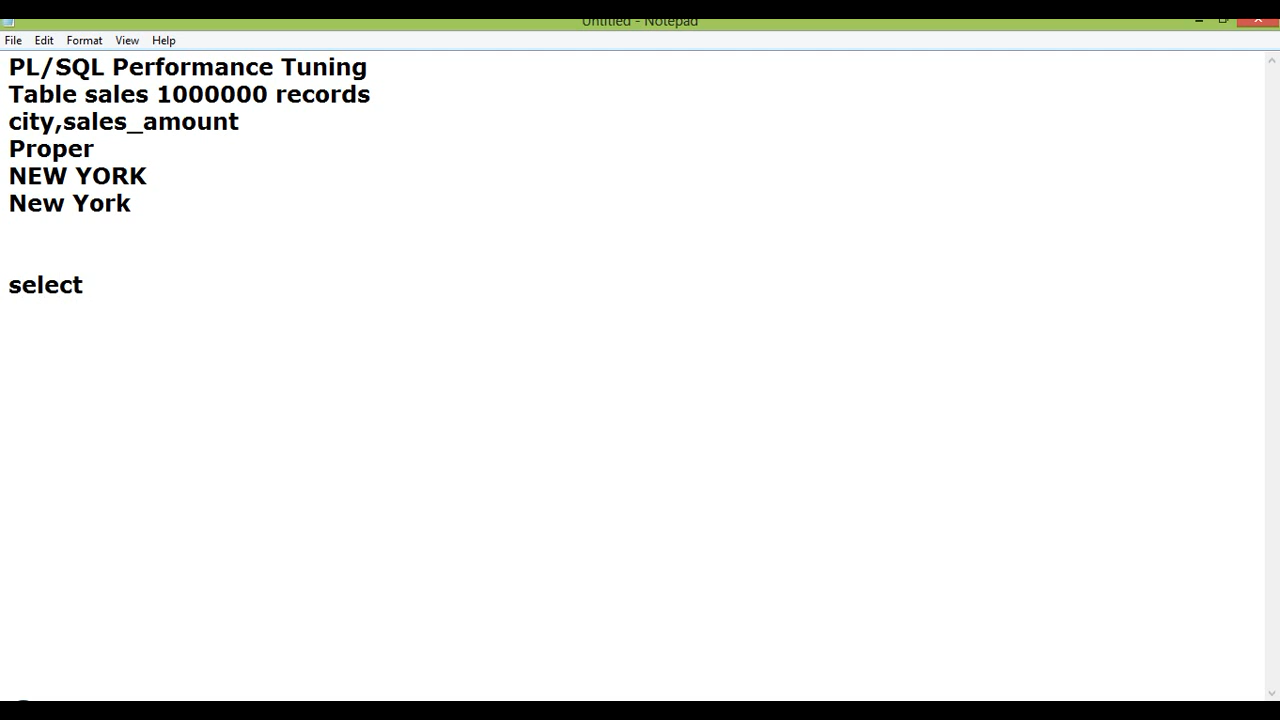 Untitled - Notepad
File Edit Format View Help
PL/SQL Performance Tuning
Table sales 1000000 records
city,sales_amount
Proper
NEW YORK
New York
select